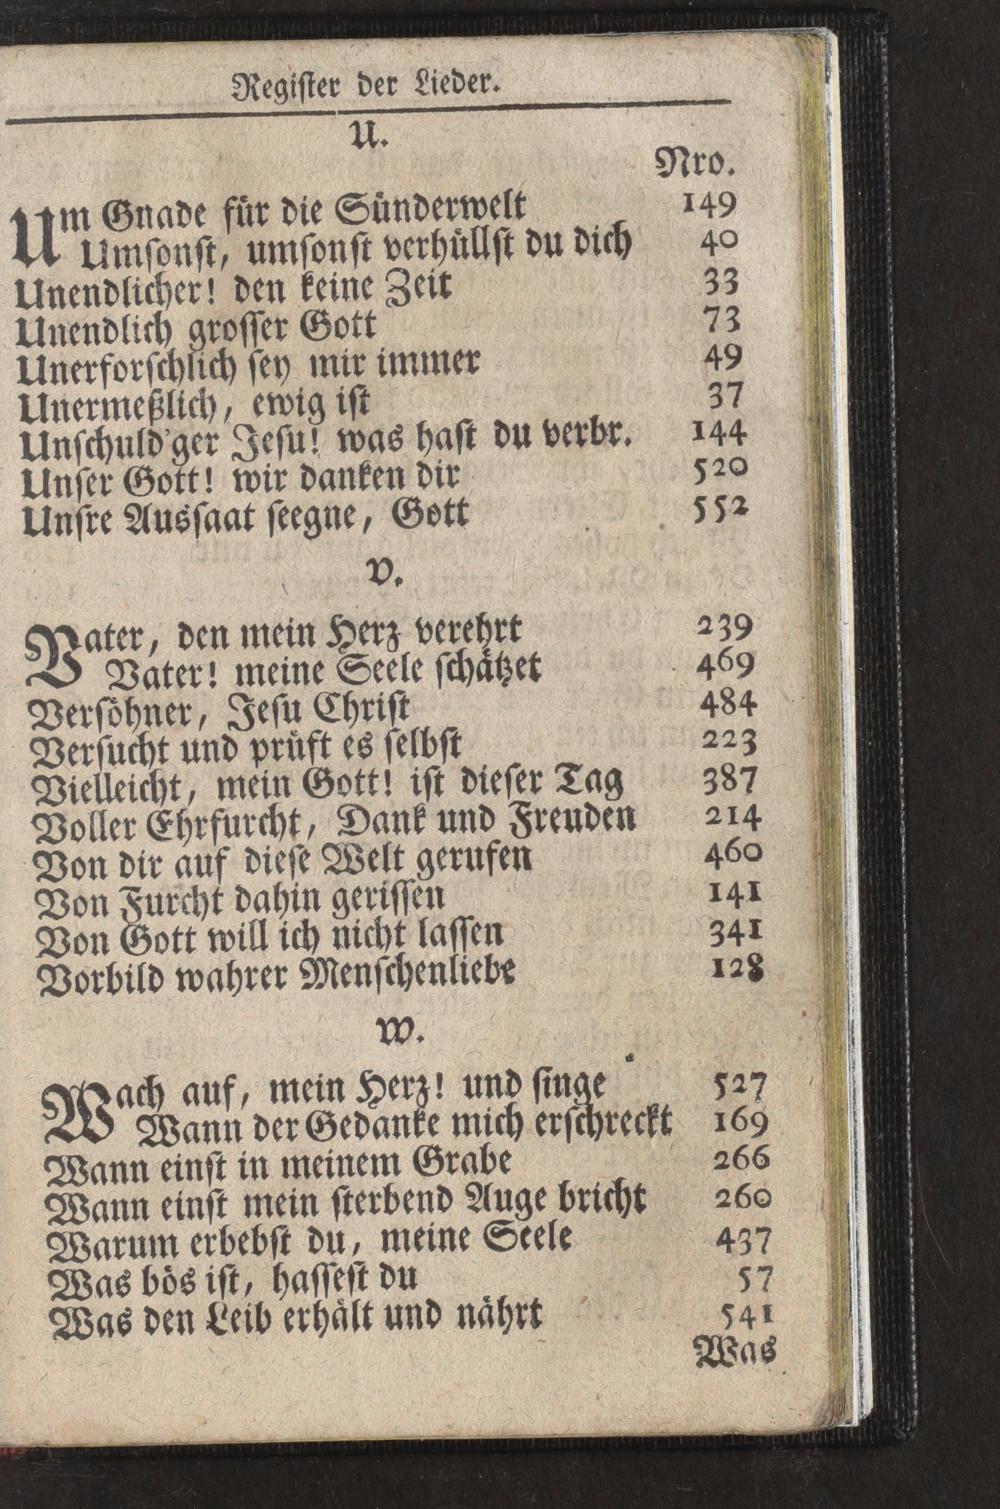 Regiſter der Lieder.
U.
Nro.
Um Gnade für die Sünderwelt 149
Umſonſt, umſonſt verhüllſt du dich 40
Unendlicher! den keine Zeit 33
Unendlich groſſer Gott 73
Unerforſchlich ſey mir immer 49
Unermeßlich, ewig iſt 37
Unſchuld'ger Jeſu! was haſt du verbr. 144
Unſer Gott! wir danken dir 520
Unſre Ausſaat ſeegne, Gott 552
V.
Vater, den mein Herz verehrt 239
Vater! meine Seele ſchätzet 469
Verſöhner, Jeſu Chriſt 484
Verſucht und prüft es ſelbſt 223
Vielleicht, mein Gott! iſt dieſer Tag 387
Voller Ehrfurcht, Dank und Freuden 214
Von dir auf dieſe Welt gerufen 460
Von Furcht dahin geriſſen 141
Von Gott will ich nicht laſſen 341
Vorbild wahrer Menſchenliebe 128
W.
Wach auf, mein Herz! und ſinge 527
Wann der Gedanke mich erſchreckt 169
Wann einſt in meinem Grabe 266
Wann einſt mein ſterbend Auge bricht 260
Warum erbebſt du, meine Seele 437
Was bös iſt, haſſeſt du 57
Was den Leib erhält und nährt 541
Was